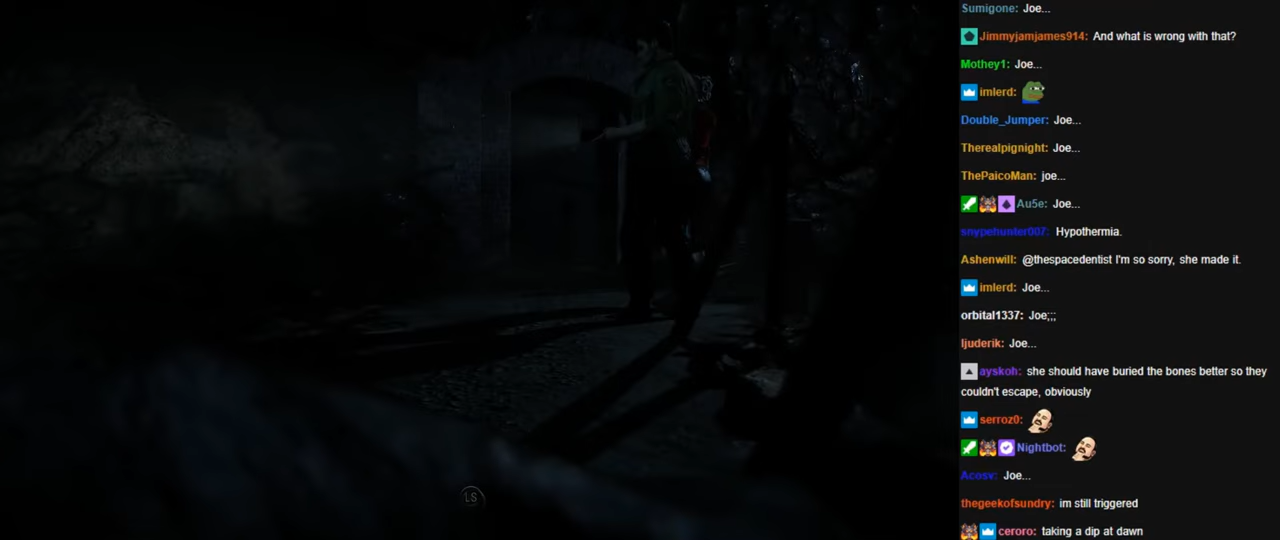 Sumigone: Joe...
Jimmyjamjames914: And what is wrong with that?
Mothey1: Joe...
imlerd:
Double_Jumper: Joe...
Therealpignight: Joe...
ThePaicoMan: joe...
Au5e: Joe...
snypehunter007: Hypothermia.
Ashenwill: @thespacedentist I'm so sorry, she made it.
imlerd: Joe...
orbital1337: Joe;;;
ljuderik: Joe...
ayskoh: she should have buried the bones better so they
couldn't escape, obviously
serroz0:
Nightbot:
Acosv: Joe...
thegeekofsundry: im still triggered
LS
ceroro: taking a dip at dawn